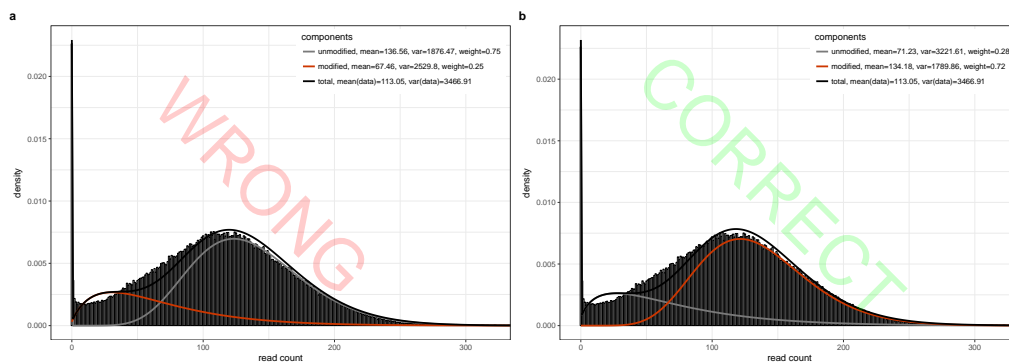 a
components
unmodified, mean=136.56, var=1876.47, weight=0.75
modified, mean=67.46, var=2529.8, weight=0.25
total, mean(data)=113.05, var(data)=3466.91
WRONG
density
0.020
0.015
0.010
0.005
0.000
0
100
200
300
read count
b
components
unmodified, mean=71.23, var=3221.61, weight=0.28
modified, mean=134.18, var=1789.86, weight=0.72
total, mean(data)=113.05, var(data)=3466.91
CORRECT
density
0.020
0.015
0.010
0.005
0.000
0
100
200
300
read count